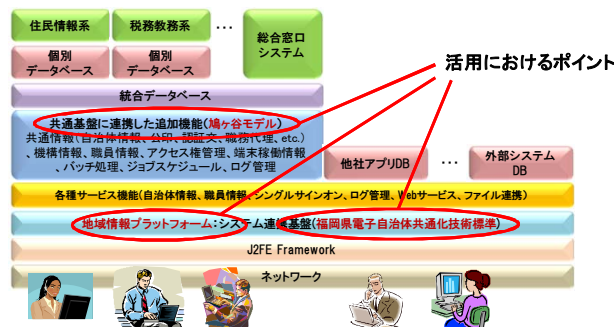 住民情報系
税務教務系
…
総合窓口
システム
個別
データベース
個別
データベース
活用におけるポイント
統合データベース
共通基盤に連携した追加機能(鳩ヶ谷モデル)
共通情報(自治体情報、公印、認証文、職務代理、etc.)
、機構情報、職員情報、アクセス権管理、端末稼働情報
、バッチ処理、ジョブスケジュール、ログ管理
他社アプリDB
…
外部システム
DB
各種サービス機能(自治体情報、職員情報、シングルサインオン、ログ管理、Webサービス、ファイル連携)
地域情報プラットフォーム:システム連携基盤(福岡県電子自治体共通化技術標準)
J2FE Framework
ネットワーク